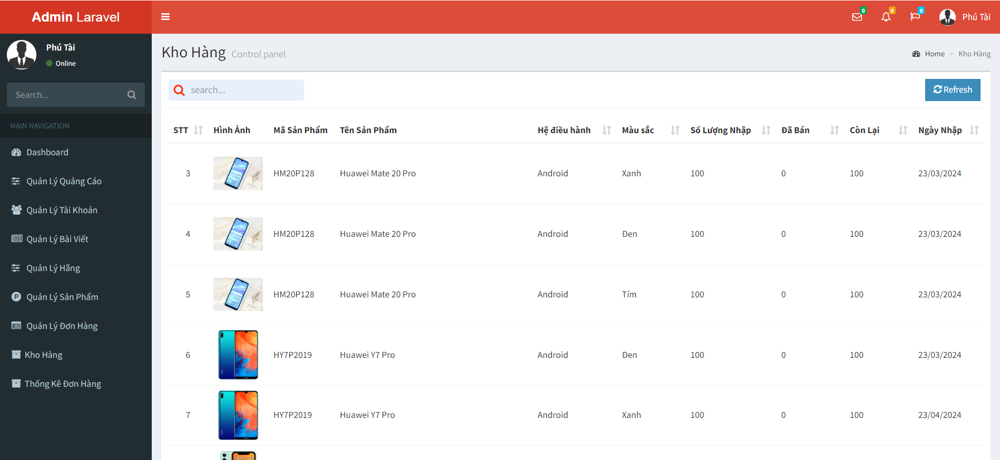 Admin Laravel
0
0
0
Phú Tài
Phú Tài
Online
Search...
MAIN NAVIGATION
Dashboard
Quản Lý Quảng Cáo
Quản Lý Tài Khoản
Quản Lý Bài Viết
Quản Lý Hãng
Quản Lý Sản Phẩm
Quản Lý Đơn Hàng
Kho Hàng
Thống Kê Đơn Hàng
Kho Hàng Control panel
Home > Kho Hàng
search...
Refresh
STT Hình Ảnh Mã Sản Phẩm Tên Sản Phẩm Hệ điều hành Màu sắc Số Lượng Nhập Đã Bán Còn Lại Ngày Nhập
3 HM20P128 Huawei Mate 20 Pro Android Xanh 100 0 100 23/03/2024
4 HM20P128 Huawei Mate 20 Pro Android Đen 100 0 100 23/03/2024
5 HM20P128 Huawei Mate 20 Pro Android Tím 100 0 100 23/03/2024
6 HY7P2019 Huawei Y7 Pro Android Đen 100 0 100 23/03/2024
7 HY7P2019 Huawei Y7 Pro Android Xanh 100 0 100 23/04/2024